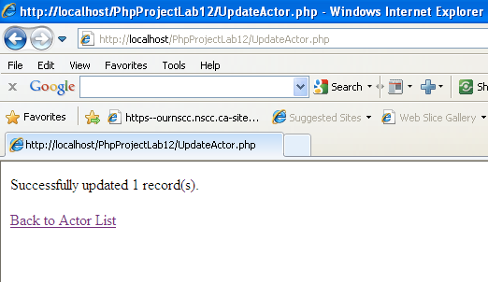 http://localhost/PhpProjectLab12/UpdateActor.php - Windows Internet Explorer
http://localhost/PhpProjectLab12/UpdateActor.php
File Edit View Favorites Tools Help
x Google Search Sh
Favorites https--ournscc.nscc.ca-site... Suggested Sites Web Slice Gallery
http://localhost/PhpProjectLab12/UpdateActor.php
Successfully updated 1 record(s).
Back to Actor List